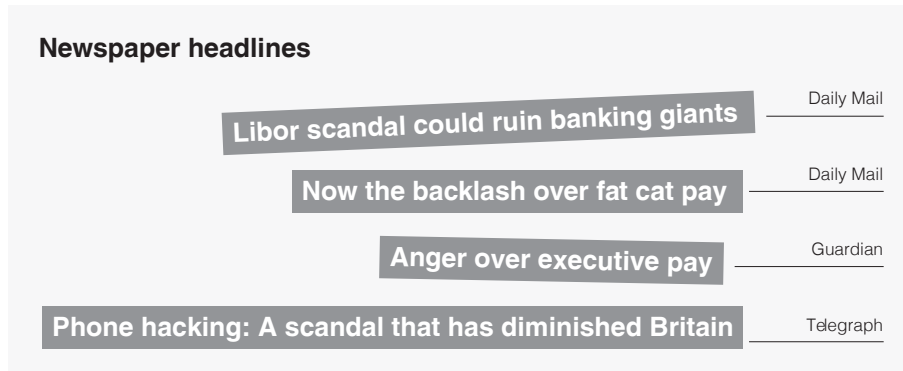 Newspaper headlines
Libor scandal could ruin banking giants
Daily Mail
Now the backlash over fat cat pay
Daily Mail
Anger over executive pay
Guardian
Phone hacking: A scandal that has diminished Britain
Telegraph